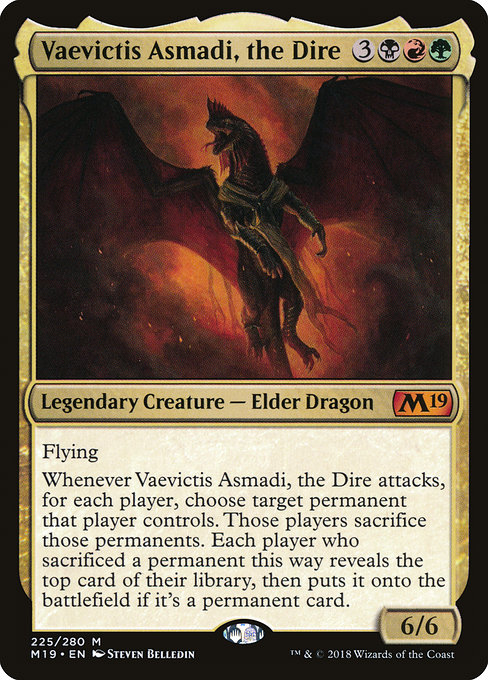 Vaevictis Asmadi, the Dire 3
Legendary Creature — Elder Dragon
M19
Flying
Whenever Vaevictis Asmadi, the Dire attacks,
for each player, choose target permanent
that player controls. Those players sacrifice
those permanents. Each player who
sacrificed a permanent this way reveals the
top card of their library, then puts it onto the
battlefield if it's a permanent card.
6/6
225/280 M
M19 • EN Steven Belledin
™ & © 2018 Wizards of the Coast